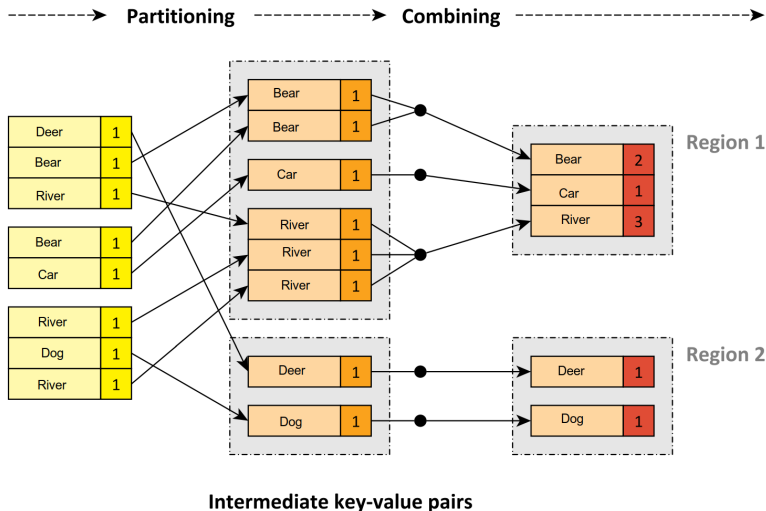 Partitioning
Combining
Deer 1
Bear 1
River 1
Bear 1
Car 1
River 1
Dog 1
River 1
Bear 1
Bear 1
Car 1
River 1
River 1
River 1
Deer 1
Dog 1
Region 1
Bear 2
Car 1
River 3
Region 2
Deer 1
Dog 1
Intermediate key-value pairs